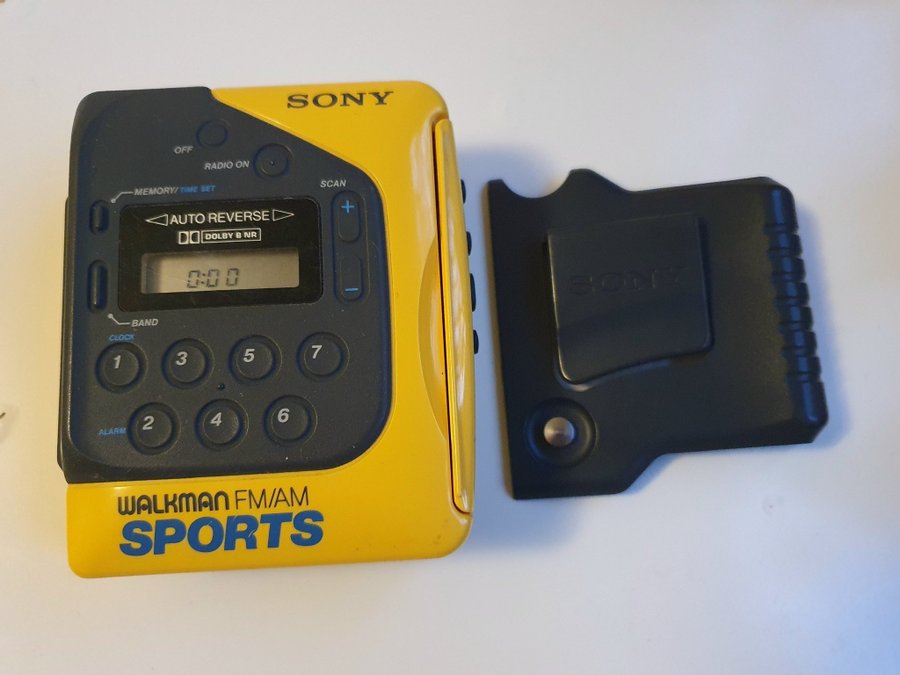 SONY
OFF
RADIO ON
SCAN
MEMORY/TIME SET
+
AUTO REVERSE
DOLBY B NR
0:00
−
BAND
CLOCK
1 3 5 7
ALARM 2 4 6
WALKMAN FM/AM
SPORTS
SONY